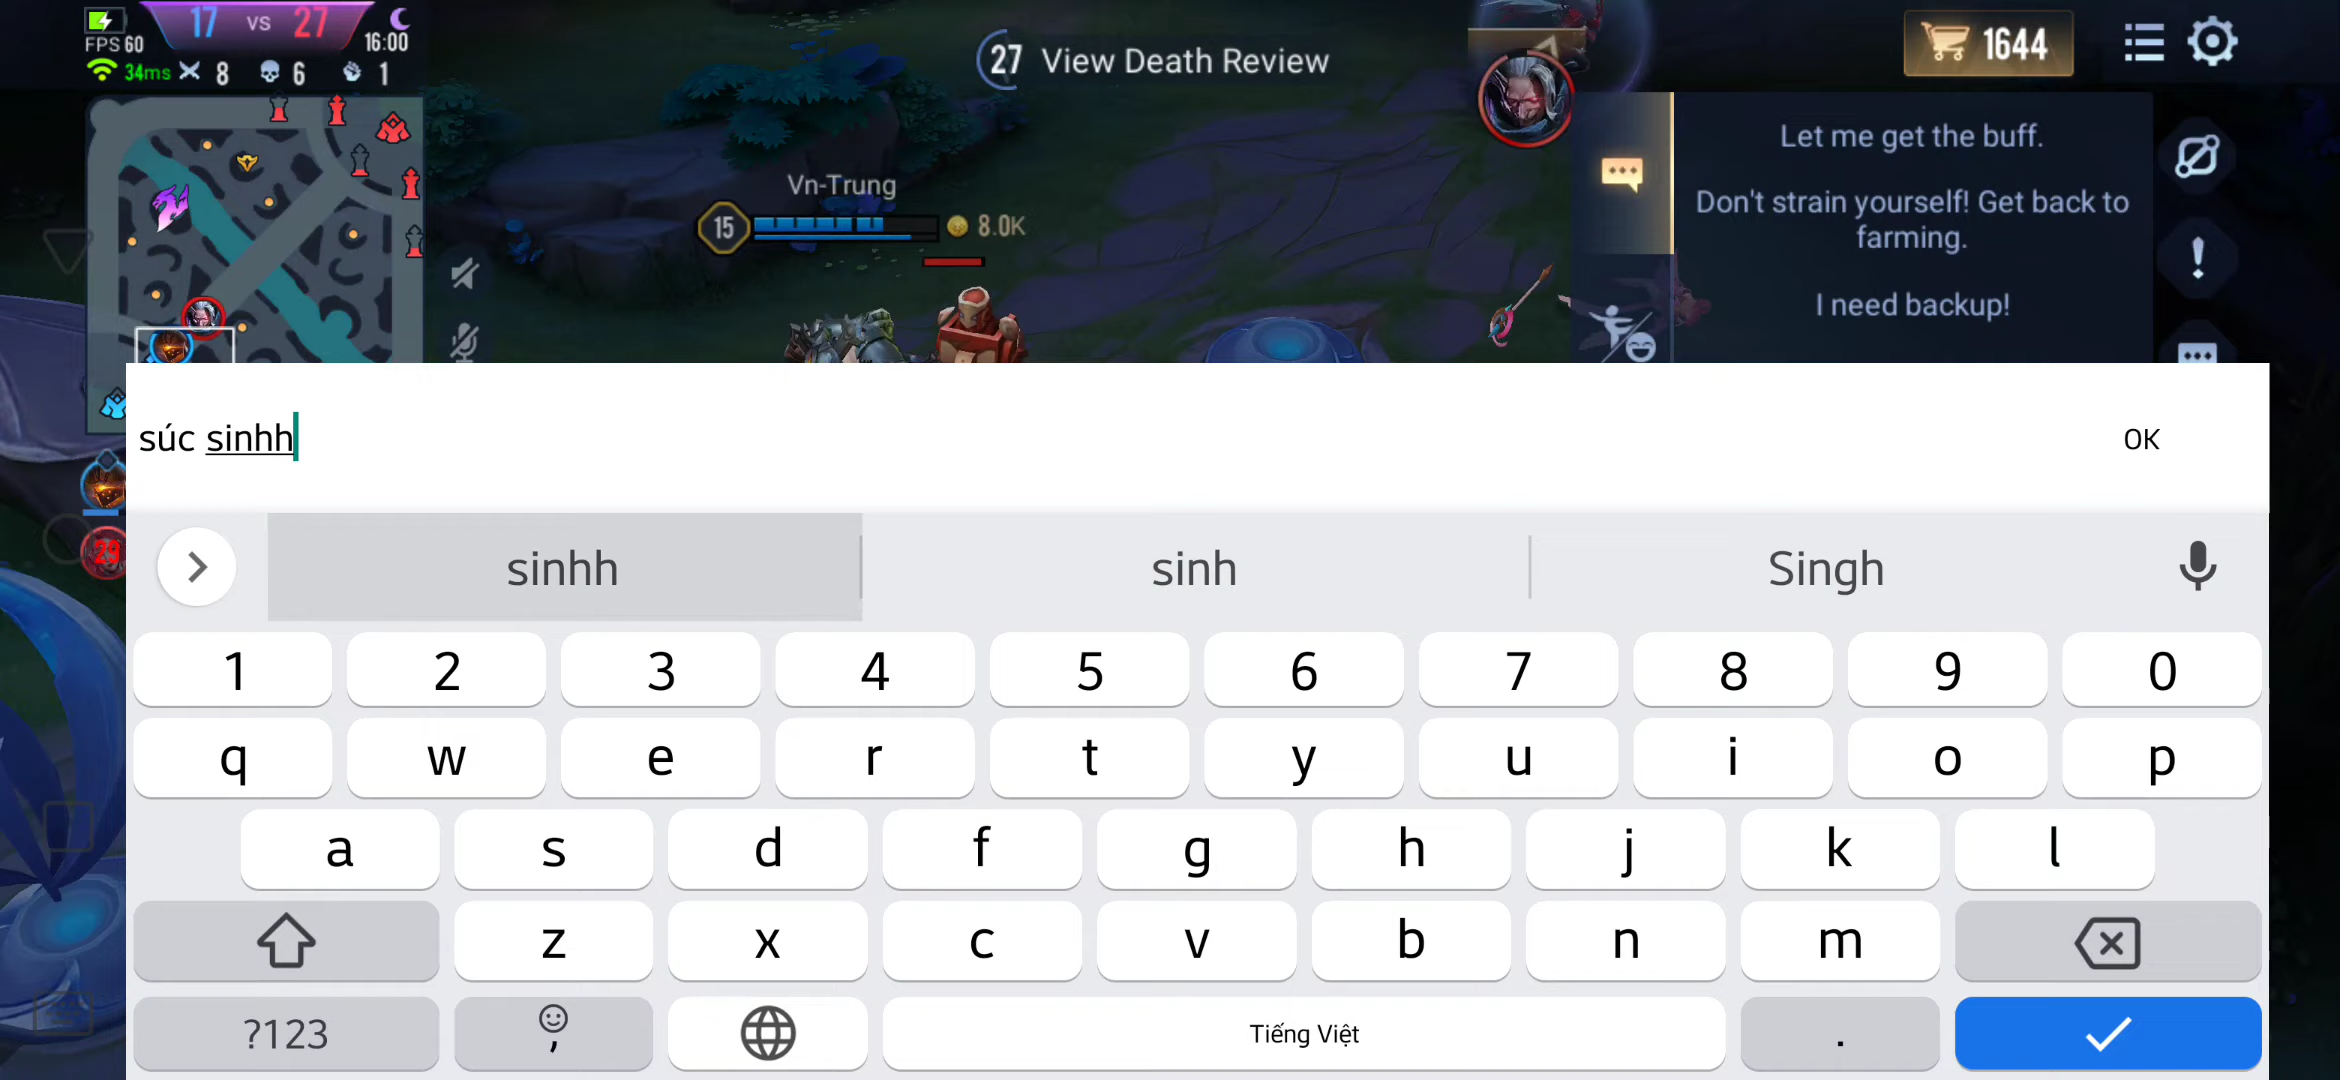 17 vs 27
FPS 60
16:00
34ms 8 6 1
27 View Death Review
1644
Vn-Trung
15 8.0K
Let me get the buff.
Don't strain yourself! Get back to
farming.
I need backup!
29
súc sinhh
OK
sinhh sinh Singh
1 2 3 4 5 6 7 8 9 0
q w e r t y u i o p
a s d f g h j k l
z x c v b n m
?123 , Tiếng Việt .